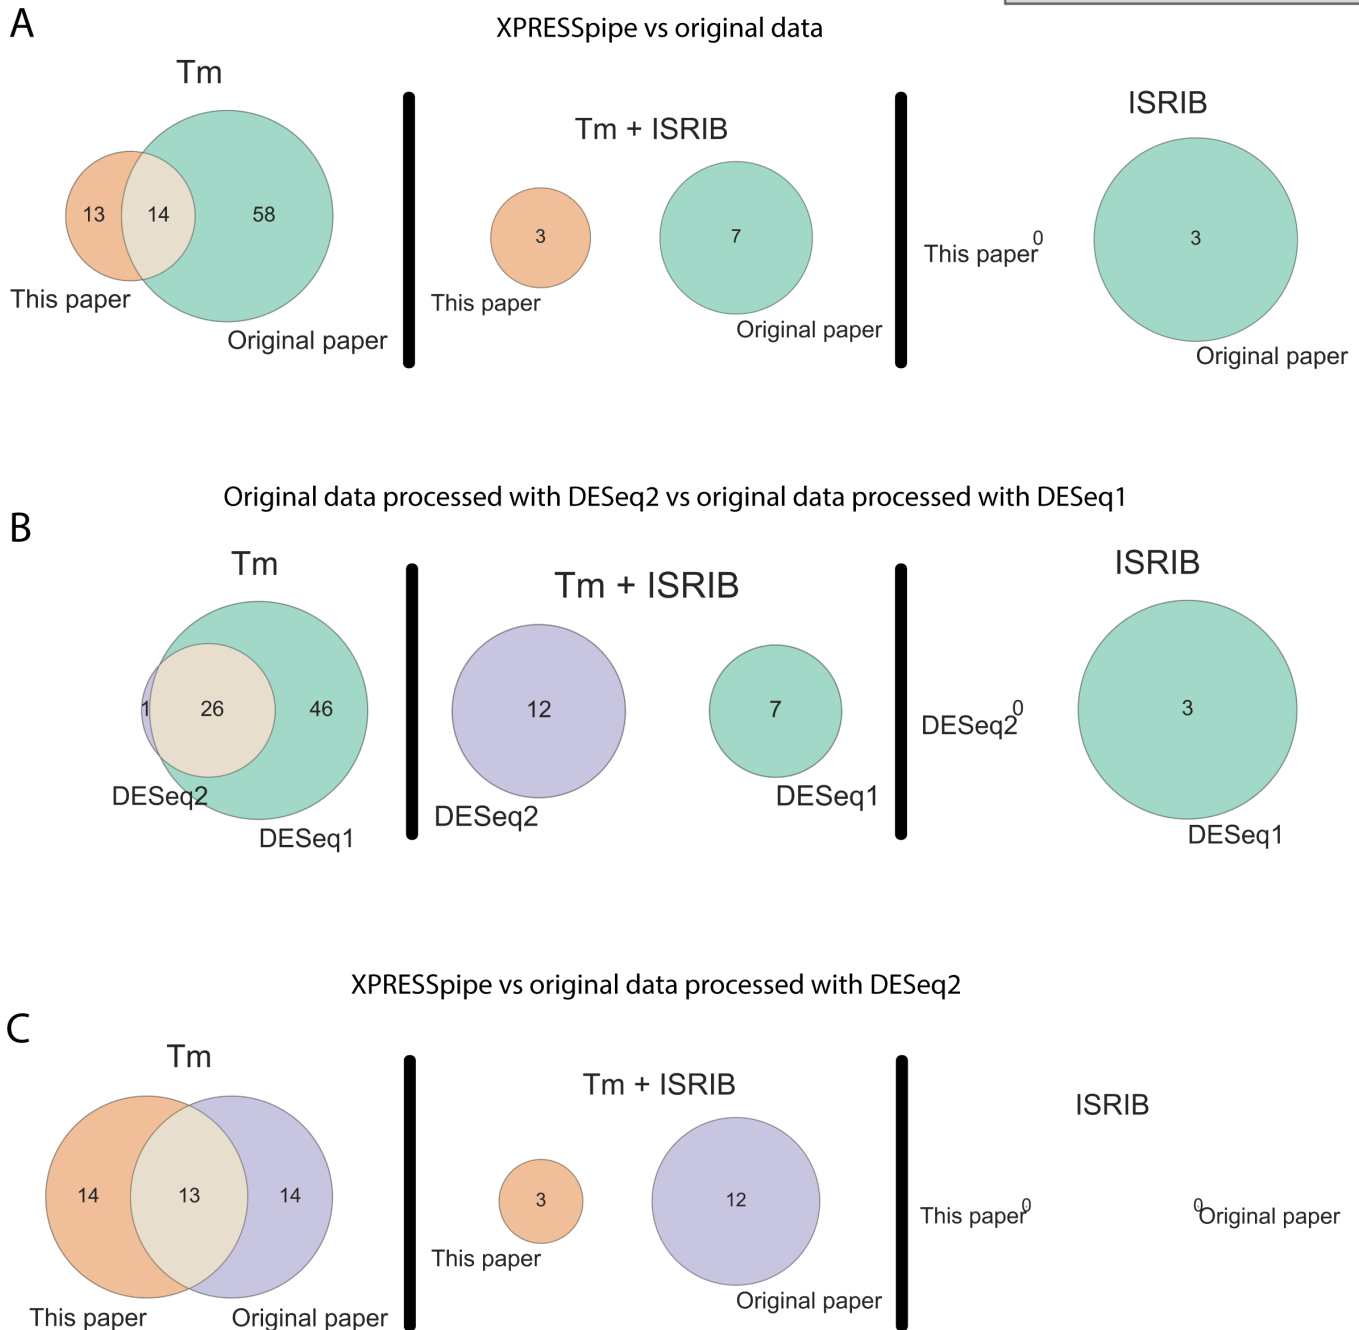 A
XPRESSpipe vs original data
Tm
13
14
58
This paper
Original paper
Tm + ISRIB
3
7
This paper
Original paper
ISRIB
This paper
0
3
Original paper
Original data processed with DESeq2 vs original data processed with DESeq1
B
Tm
1
26
46
DESeq2
DESeq1
Tm + ISRIB
12
7
DESeq2
DESeq1
ISRIB
DESeq2
0
3
DESeq1
XPRESSpipe vs original data processed with DESeq2
C
Tm
14
13
14
This paper
Original paper
Tm + ISRIB
3
12
This paper
Original paper
ISRIB
This paper
0
0
Original paper